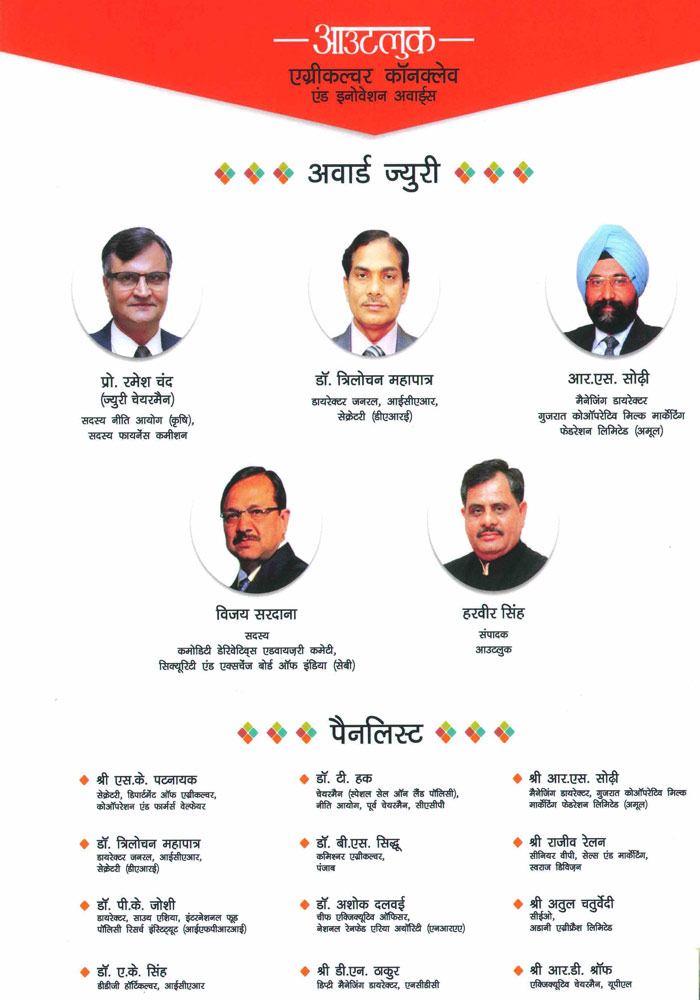 आउटलुक
एग्रीकल्चर कॉनक्लेव
एंड इनोवेशन अवार्ड्स
अवार्ड ज्युरी
प्रो. रमेश चंद
(ज्युरी चेयरमैन)
सदस्य नीति आयोग (कृषि),
सदस्य फायनेंस कमीशन
डॉ. त्रिलोचन महापात्र
डायरेक्टर जनरल, आईसीएआर,
सेक्रेटरी (डीएआरई)
आर.एस. सोढ़ी
मैनेजिंग डायरेक्टर
गुजरात कोऑपरेटिव मिल्क मार्केटिंग
फेडरेशन लिमिटेड (अमूल)
विजय सरदाना
सदस्य
कमोडिटी डेरिवेटिव्स एडवायज़री कमेटी,
सिक्यूरिटी एंड एक्सचेंज बोर्ड ऑफ इंडिया (सेबी)
हरवीर सिंह
संपादक
आउटलुक
पैनलिस्ट
श्री एस.के. पटनायक
सेक्रेटरी, डिपार्टमेंट ऑफ एग्रीकल्चर,
कोऑपरेशन एंड फार्मर्स वेल्फेयर
डॉ. टी. हक
चेयरमैन (स्पेशल सेल ऑन लैंड पॉलिसी),
नीति आयोग, पूर्व चेयरमैन, सीएसीपी
श्री आर.एस. सोढ़ी
मैनेजिंग डायरेक्टर, गुजरात कोऑपरेटिव मिल्क
मार्केटिंग फेडरेशन लिमिटेड (अमूल)
डॉ. त्रिलोचन महापात्र
डायरेक्टर जनरल, आईसीएआर,
सेक्रेटरी (डीएआरई)
डॉ. बी.एस. सिद्धू
कमिश्नर एग्रीकल्चर,
पंजाब
श्री राजीव रेलन
सीनियर वीपी, सेल्स एंड मार्केटिंग,
स्वराज डिविज़न
डॉ. पी.के. जोशी
डायरेक्टर, साउथ एशिया, इंटरनेशनल फूड
पॉलिसी रिसर्च इंस्टिट्यूट (आईएफपीआरआई)
डॉ. अशोक दलवई
चीफ एक्जिक्यूटिव ऑफिसर,
नेशनल रेनफेड एरिया अथॉरिटी (एनआरएए)
श्री अतुल चतुर्वेदी
सीईओ,
अडानी एग्रीफ्रैश लिमिटेड
डॉ. ए.के. सिंह
डीडीजी हॉर्टिकल्चर, आईसीएआर
श्री डी.एन. ठाकुर
डिप्टी मैनेजिंग डायरेक्टर, एनसीडीसी
श्री आर.डी. श्रॉफ
एक्जिक्यूटिव चेयरमैन, यूपीएल